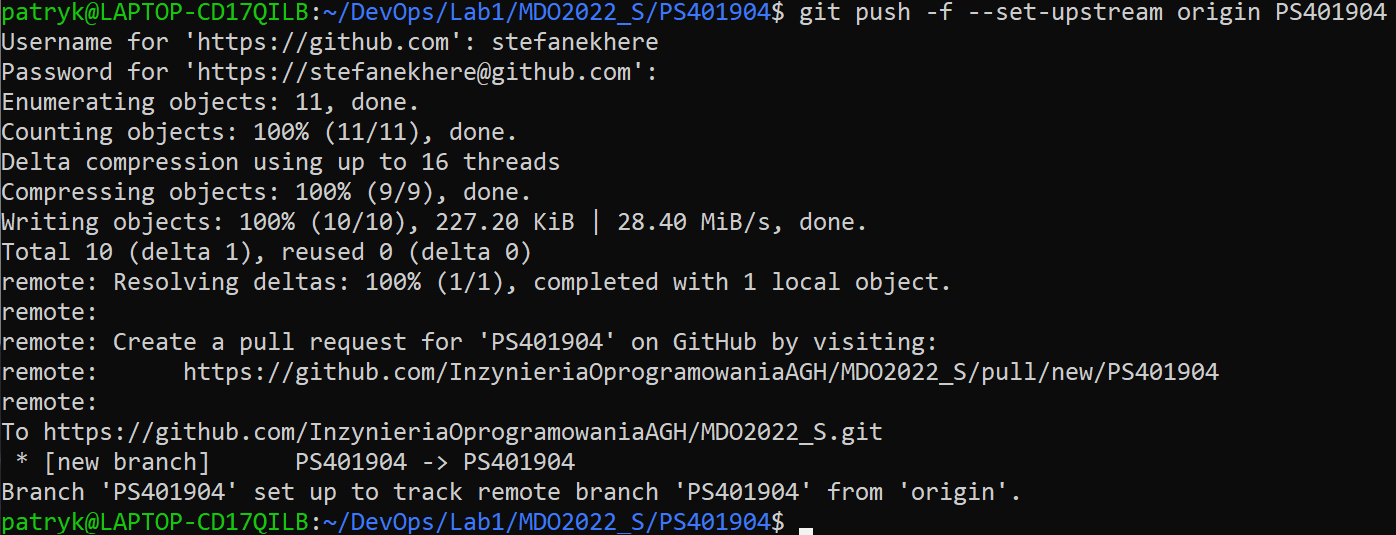 patryk@LAPTOP-CD17QILB:~/DevOps/Lab1/MDO2022_S/PS401904$ git push -f --set-upstream origin PS401904
Username for 'https://github.com': stefanekhere
Password for 'https://stefanekhere@github.com':
Enumerating objects: 11, done.
Counting objects: 100% (11/11), done.
Delta compression using up to 16 threads
Compressing objects: 100% (9/9), done.
Writing objects: 100% (10/10), 227.20 KiB | 28.40 MiB/s, done.
Total 10 (delta 1), reused 0 (delta 0)
remote: Resolving deltas: 100% (1/1), completed with 1 local object.
remote:
remote: Create a pull request for 'PS401904' on GitHub by visiting:
remote:      https://github.com/InzynieriaOprogramowaniaAGH/MDO2022_S/pull/new/PS401904
remote:
To https://github.com/InzynieriaOprogramowaniaAGH/MDO2022_S.git
 * [new branch]      PS401904 -> PS401904
Branch 'PS401904' set up to track remote branch 'PS401904' from 'origin'.
patryk@LAPTOP-CD17QILB:~/DevOps/Lab1/MDO2022_S/PS401904$